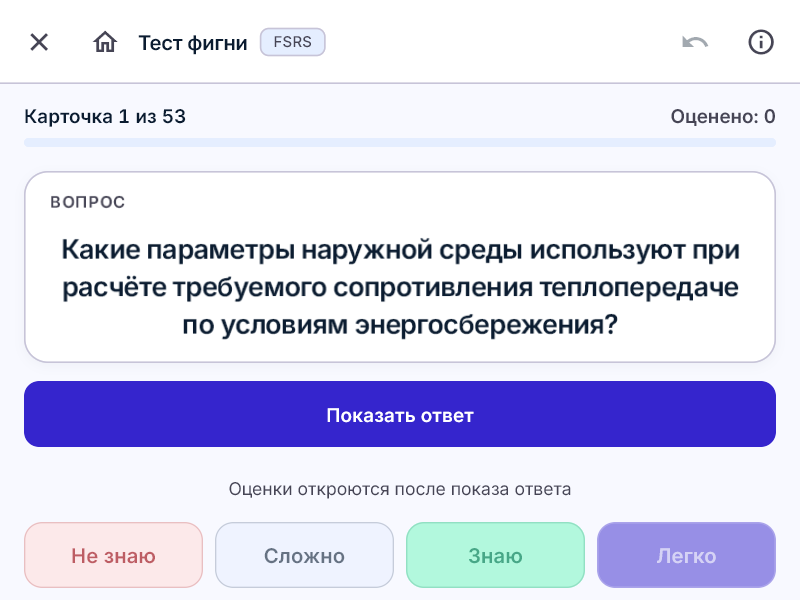 Тест фигни FSRS
Карточка 1 из 53 Оценено: 0
ВОПРОС
Какие параметры наружной среды используют при
расчёте требуемого сопротивления теплопередаче
по условиям энергосбережения?
Показать ответ
Оценки откроются после показа ответа
Не знаю Сложно Знаю Легко